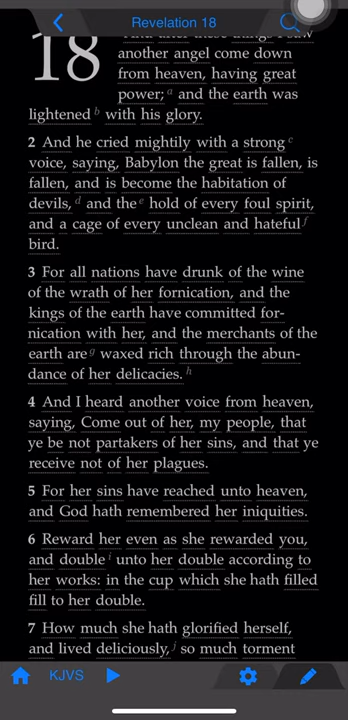 Revelation 18
18
another angel come down
from heaven, having great
power; a and the earth was
lightened b with his glory.
2 And he cried mightily with a strong c
voice, saying, Babylon the great is fallen, is
fallen, and is become the habitation of
devils, d and the e hold of every foul spirit,
and a cage of every unclean and hateful f
bird.
3 For all nations have drunk of the wine
of the wrath of her fornication, and the
kings of the earth have committed for-
nication with her, and the merchants of the
earth are g waxed rich through the abun-
dance of her delicacies. h
4 And I heard another voice from heaven,
saying, Come out of her, my people, that
ye be not partakers of her sins, and that ye
receive not of her plagues.
5 For her sins have reached unto heaven,
and God hath remembered her iniquities.
6 Reward her even as she rewarded you,
and double i unto her double according to
her works: in the cup which she hath filled
fill to her double.
7 How much she hath glorified herself,
and lived deliciously, j so much torment
KJVS